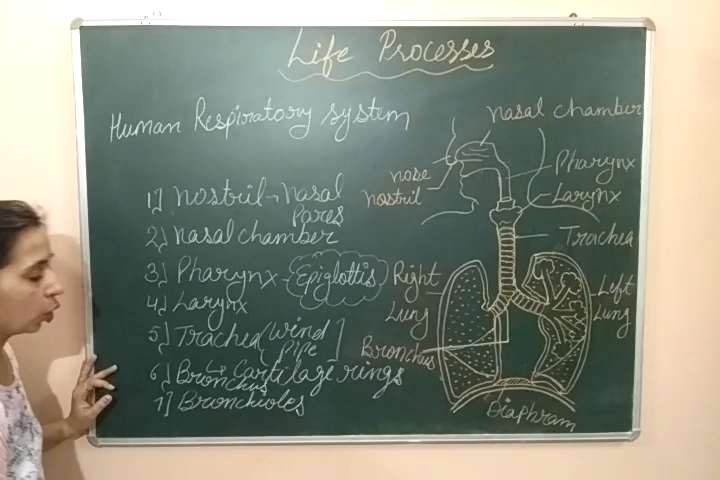 Life Processes
Human Respiratory system
1] Nostril → Nasal
Pares
2] Nasal chamber
3] Pharynx - Epiglottis
4] Larynx
5] Trachea (Wind
Pipe
↳ Cartilage rings
6] Bronchus
7] Bronchioles
nasal chamber
nose
nostril
Pharynx
Larynx
Trachea
Right
Lung
Left
Lung
Bronchus
Diaphram